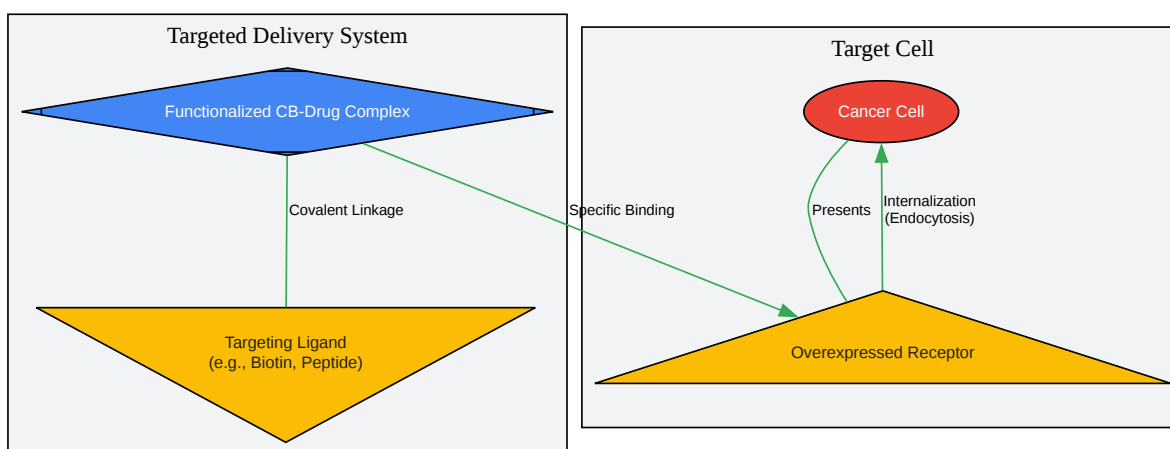 Targeted Delivery System
Target Cell
Functionalized CB-Drug Complex
Cancer Cell
Covalent Linkage
Specific Binding
Presents
Internalization
(Endocytosis)
Targeting Ligand
(e.g., Biotin, Peptide)
Overexpressed Receptor